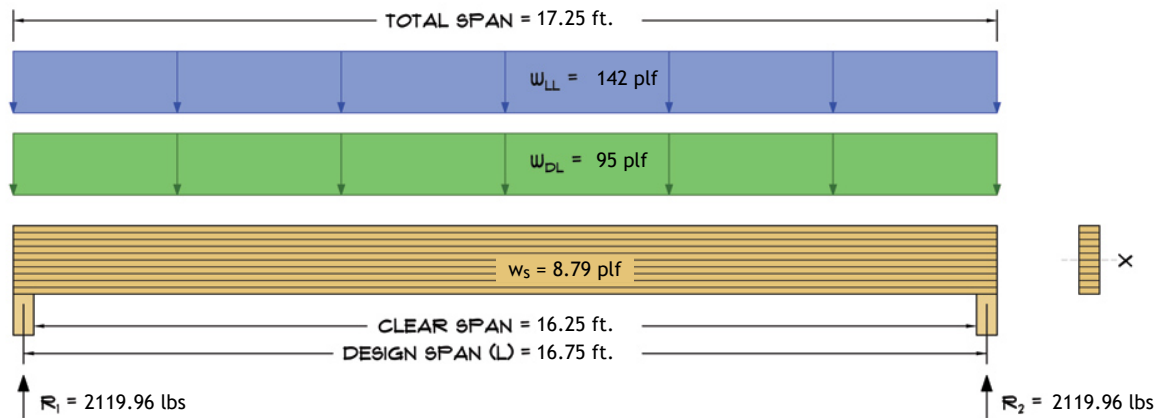 TOTAL SPAN = 17.25 ft.
WLL = 142 plf
WDL = 95 plf
ws = 8.79 plf
X
CLEAR SPAN = 16.25 ft.
DESIGN SPAN (L) = 16.75 ft.
R1 = 2119.96 lbs
R2 = 2119.96 lbs